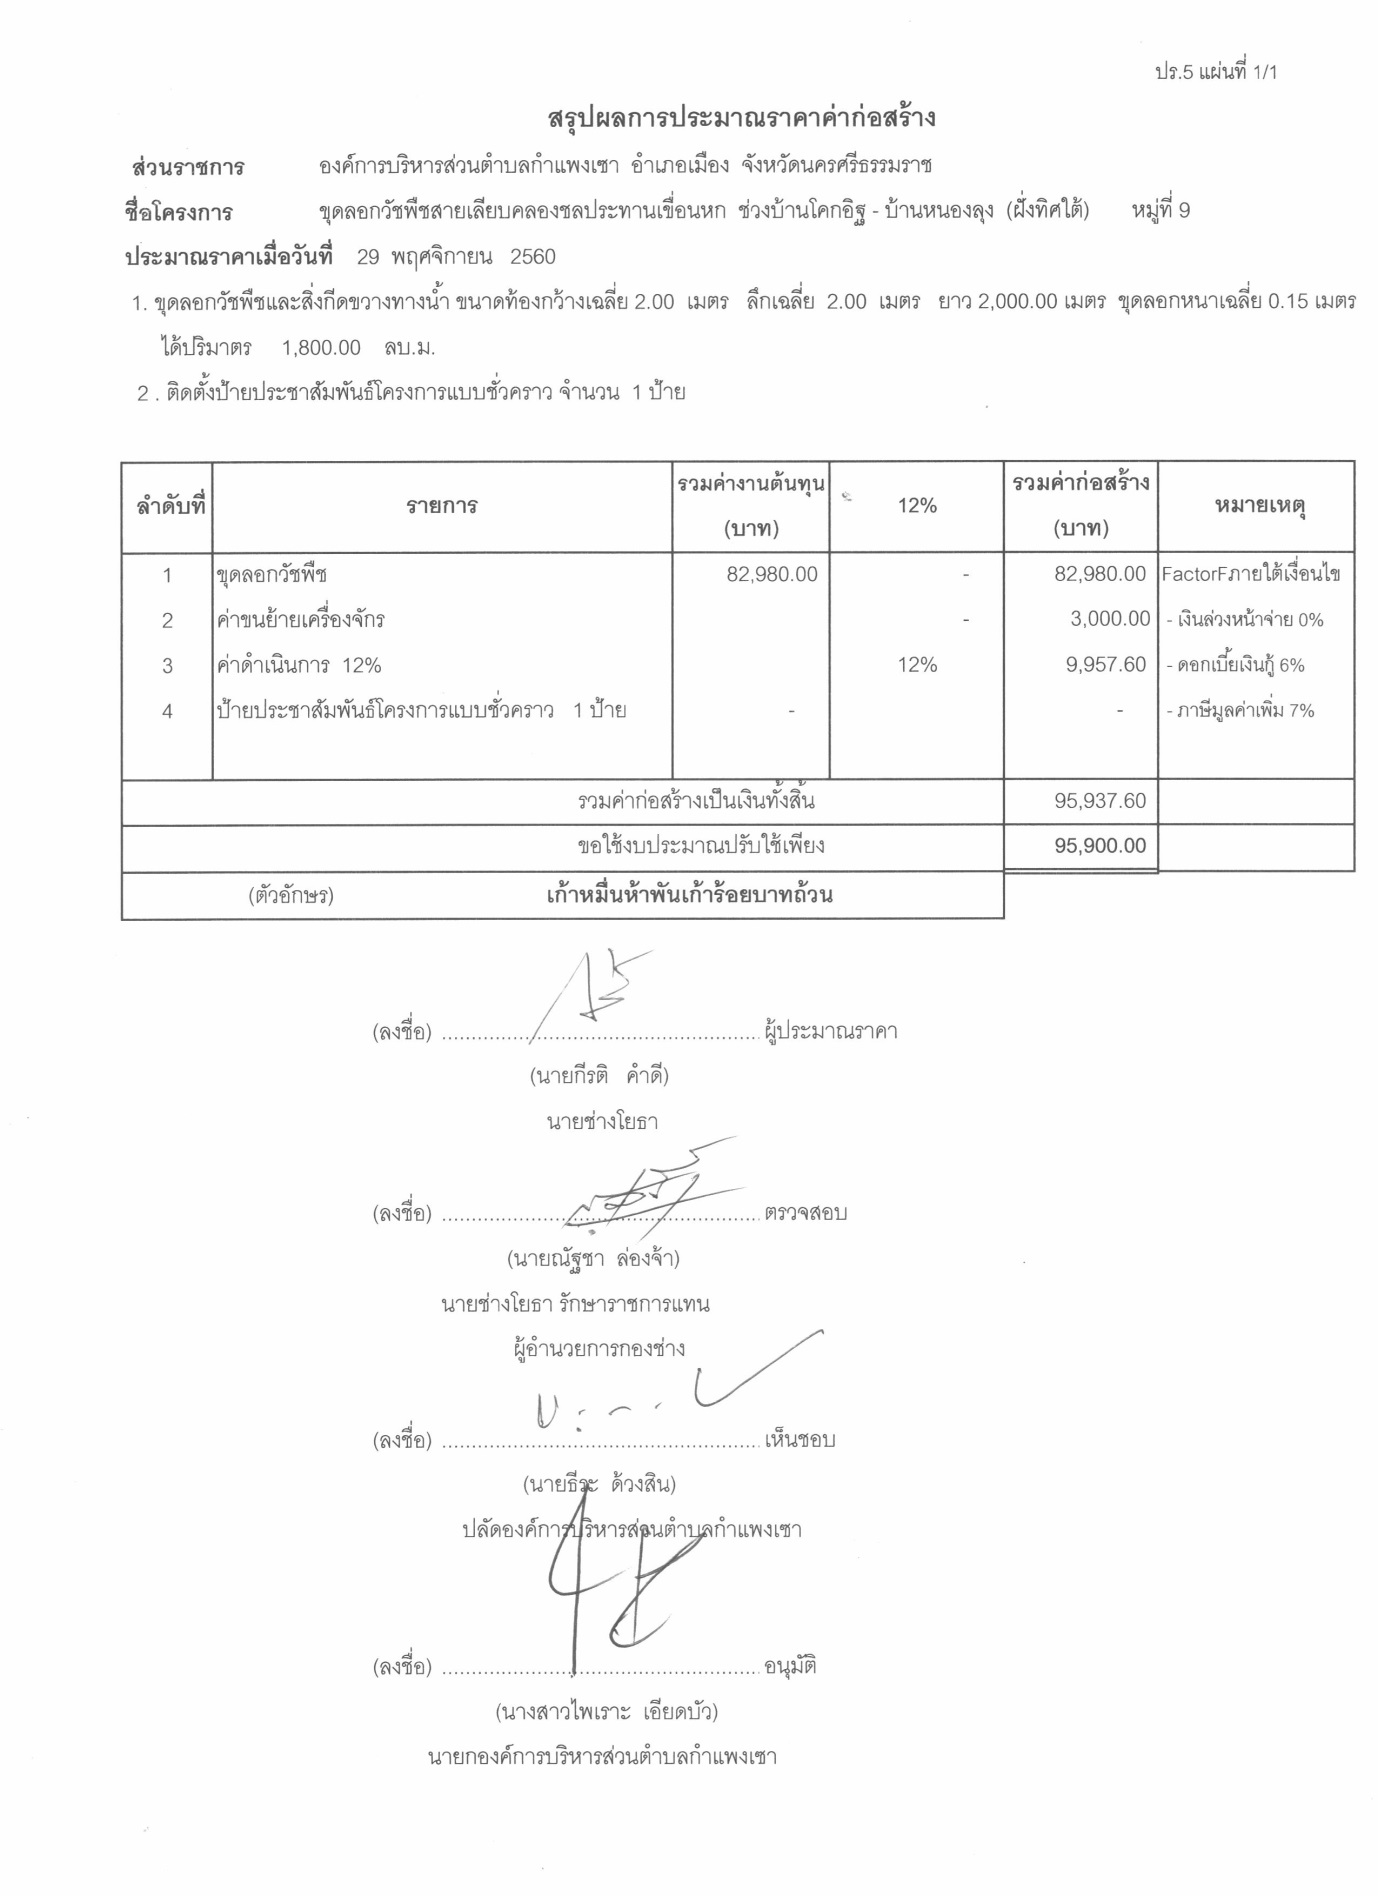 ปร.5 แผ่นที่ 1/1
สรุปผลการประมาณราคาค่าก่อสร้าง
ส่วนราชการ องค์การบริหารส่วนตำบลกำแพงเซา อำเภอเมือง จังหวัดนครศรีธรรมราช
ชื่อโครงการ ขุดลอกวัชพืชสายเลียบคลองชลประทานเขื่อนหก ช่วงบ้านโคกอิฐ - บ้านหนองลุง (ฝั่งทิศใต้) หมู่ที่ 9
ประมาณราคาเมื่อวันที่ 29 พฤศจิกายน 2560
1. ขุดลอกวัชพืชและสิ่งกีดขวางทางน้ำ ขนาดท้องกว้างเฉลี่ย 2.00 เมตร ลึกเฉลี่ย 2.00 เมตร ยาว 2,000.00 เมตร ขุดลอกหนาเฉลี่ย 0.15 เมตร
ได้ปริมาตร 1,800.00 ลบ.ม.
2 . ติดตั้งป้ายประชาสัมพันธ์โครงการแบบชั่วคราว จำนวน 1 ป้าย
ลำดับที่ รายการ รวมค่างานต้นทุน (บาท) 12% รวมค่าก่อสร้าง (บาท) หมายเหตุ
1 ขุดลอกวัชพืช 82,980.00 - 82,980.00 FactorFภายใต้เงื่อนไข
2 ค่าขนย้ายเครื่องจักร - 3,000.00 - เงินล่วงหน้าจ่าย 0%
3 ค่าดำเนินการ 12% 12% 9,957.60 - ดอกเบี้ยเงินกู้ 6%
4 ป้ายประชาสัมพันธ์โครงการแบบชั่วคราว 1 ป้าย - - - ภาษีมูลค่าเพิ่ม 7%
รวมค่าก่อสร้างเป็นเงินทั้งสิ้น 95,937.60
ขอใช้งบประมาณปรับใช้เพียง 95,900.00
(ตัวอักษร) เก้าหมื่นห้าพันเก้าร้อยบาทถ้วน
(ลงชื่อ) ........................................................ ผู้ประมาณราคา
(นายกีรติ คำดี)
นายช่างโยธา
(ลงชื่อ) ........................................................ ตรวจสอบ
(นายณัฐชา ล่องจ้า)
นายช่างโยธา รักษาราชการแทน
ผู้อำนวยการกองช่าง
(ลงชื่อ) ........................................................ เห็นชอบ
(นายธีระ ด้วงสิน)
ปลัดองค์การบริหารส่วนตำบลกำแพงเซา
(ลงชื่อ) ........................................................ อนุมัติ
(นางสาวไพเราะ เอียดบัว)
นายกองค์การบริหารส่วนตำบลกำแพงเซา